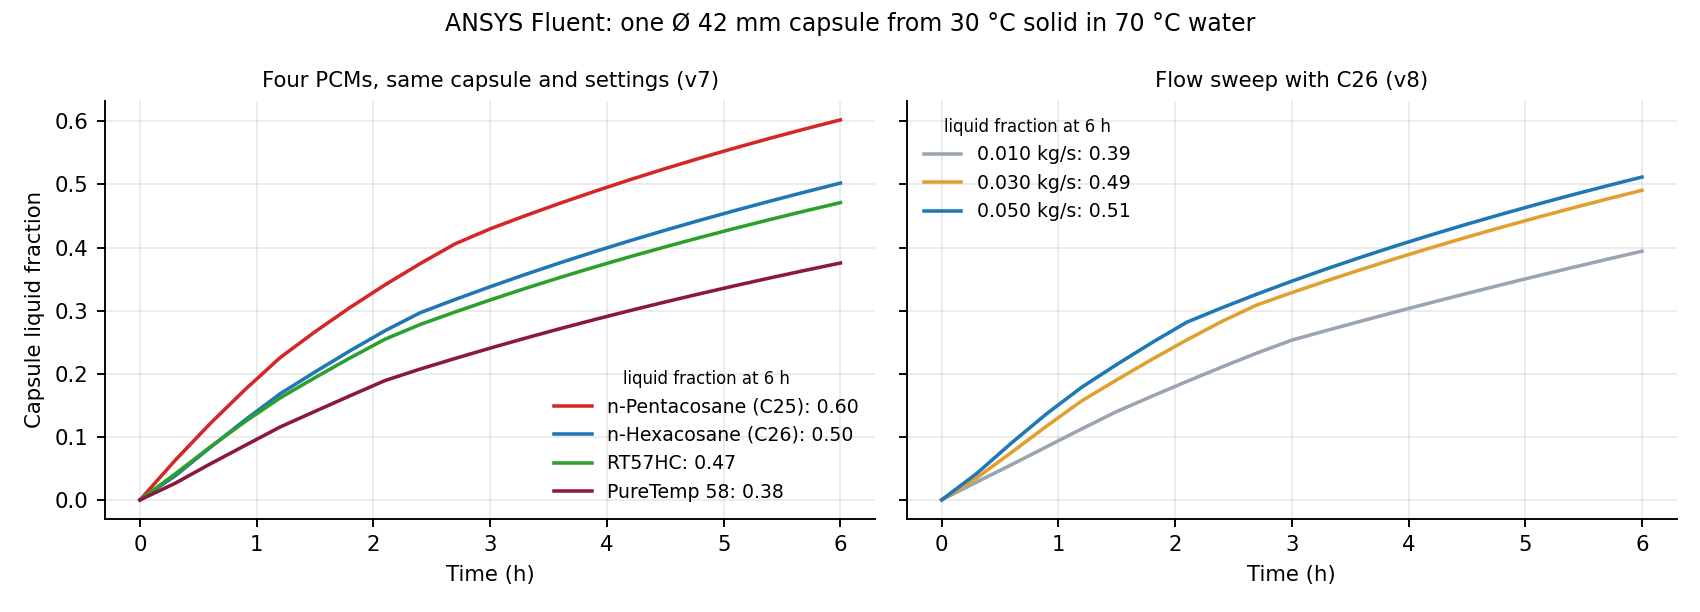 ANSYS Fluent: one Ø 42 mm capsule from 30 °C solid in 70 °C water
Four PCMs, same capsule and settings (v7)
Capsule liquid fraction
0.6
0.5
0.4
0.3
0.2
0.1
0.0
liquid fraction at 6 h
n-Pentacosane (C25): 0.60
n-Hexacosane (C26): 0.50
RT57HC: 0.47
PureTemp 58: 0.38
0 1 2 3 4 5 6
Time (h)
Flow sweep with C26 (v8)
liquid fraction at 6 h
0.010 kg/s: 0.39
0.030 kg/s: 0.49
0.050 kg/s: 0.51
0 1 2 3 4 5 6
Time (h)